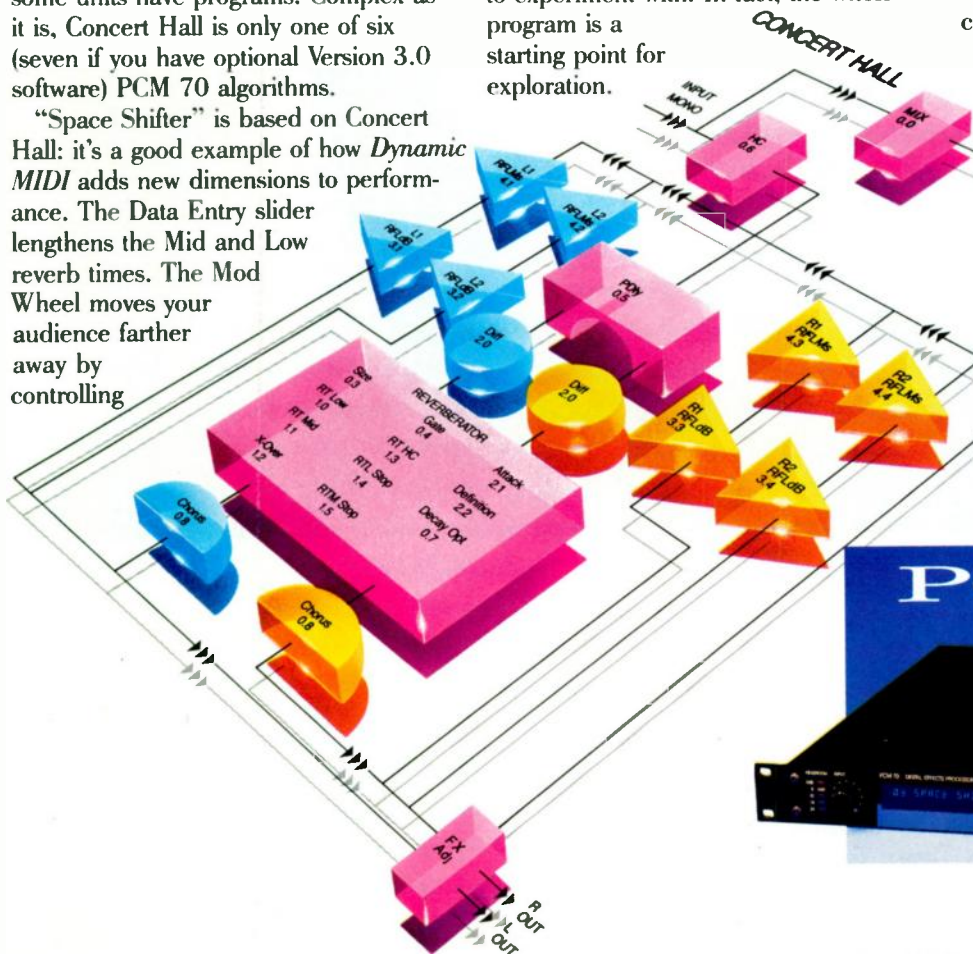 it is, Concert Hall is only one of six
(seven if you have optional Version 3.0
software) PCM 70 algorithms.
"Space Shifter" is based on Concert
Hall: it's a good example of how Dynamic
MIDI adds new dimensions to perform-
ance. The Data Entry slider
lengthens the Mid and Low
reverb times. The Mod
Wheel moves your
audience farther
away by
controlling
program is a
starting point for
exploration.
c
CONCERT HALL
INPUT
MONO
HC
0.6
MIX
0.0
L1
RFLMs
4.1
L2
RFLMs
4.2
L1
RFLdB
3.1
L2
RFLdB
3.2
Diff
2.0
PDly
0.5
Diff
2.0
R1
RFLMs
4.3
R2
RFLMs
4.4
R1
RFLdB
3.3
R2
RFLdB
3.4
REVERBERATOR
Size
0.3
RT Low
1.0
RT Mid
1.1
X-Over
1.2
Gate
0.4
RT HC
1.3
RTL Stop
1.4
RTM Stop
1.5
Attack
2.1
Definition
2.2
Decay Opt
0.7
Chorus
0.8
Chorus
0.8
FX
Adj
R
OUT
L
OUT
P
PCM 70 DIGITAL EFFECTS PROCESSOR
SPACE